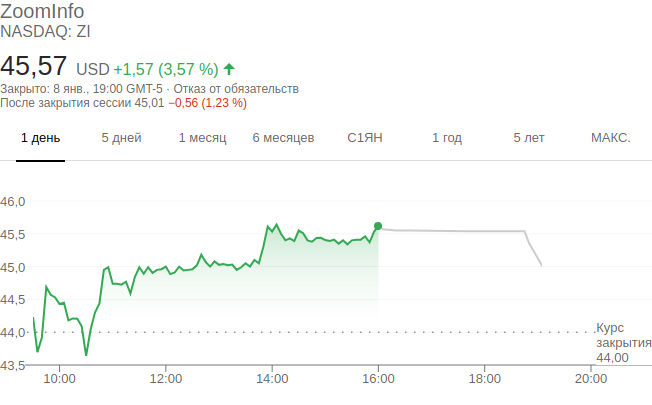 ZoomInfo
NASDAQ: ZI
45,57 USD +1,57 (3,57 %)
Закрыто: 8 янв., 19:00 GMT-5 · Отказ от обязательств
После закрытия сессии 45,01 −0,56 (1,23 %)
1 день 5 дней 1 месяц 6 месяцев С1ЯН 1 год 5 лет МАКС.
46,0
45,5
45,0
44,5
44,0
43,5
Курс
закрытия
44,00
10:00 12:00 14:00 16:00 18:00 20:00